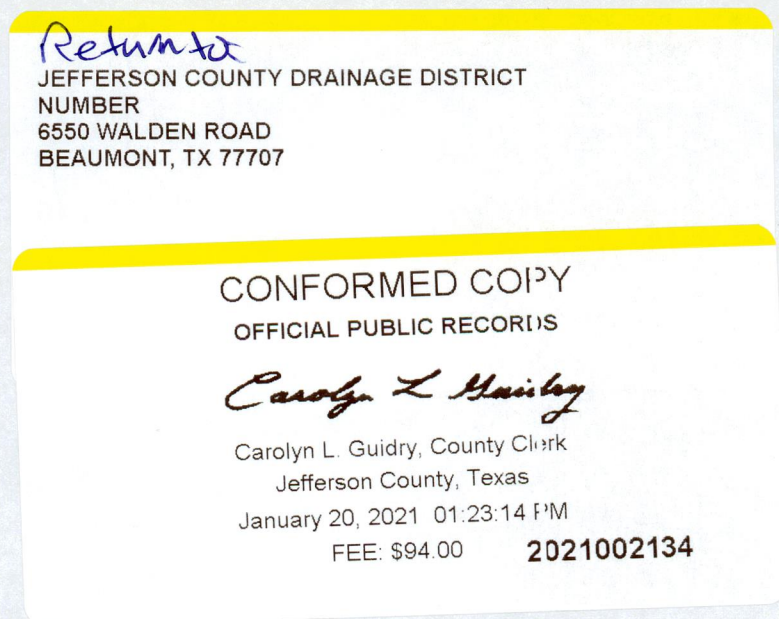 Return to
JEFFERSON COUNTY DRAINAGE DISTRICT
NUMBER
6550 WALDEN ROAD
BEAUMONT, TX 77707
CONFORMED COPY
OFFICIAL PUBLIC RECORDS
Carolyn L Guidry
Carolyn L. Guidry, County Clerk
Jefferson County, Texas
January 20, 2021 01:23:14 PM
FEE: $94.00 2021002134